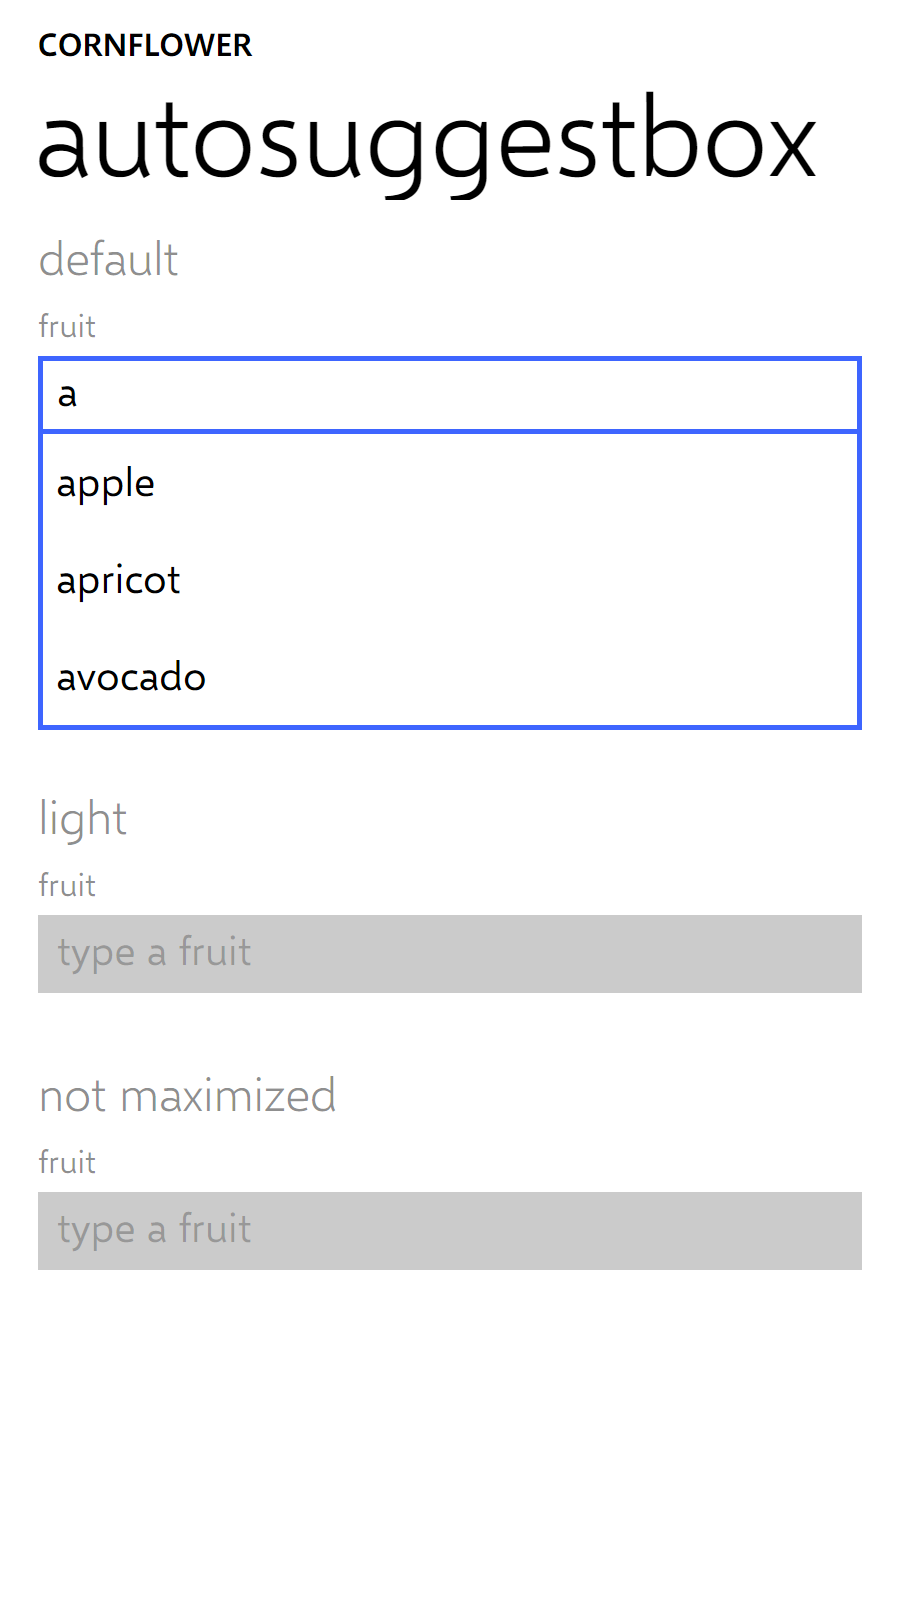 CORNFLOWER
autosuggestbox
default
fruit
a
apple
apricot
avocado
light
fruit
type a fruit
not maximized
fruit
type a fruit